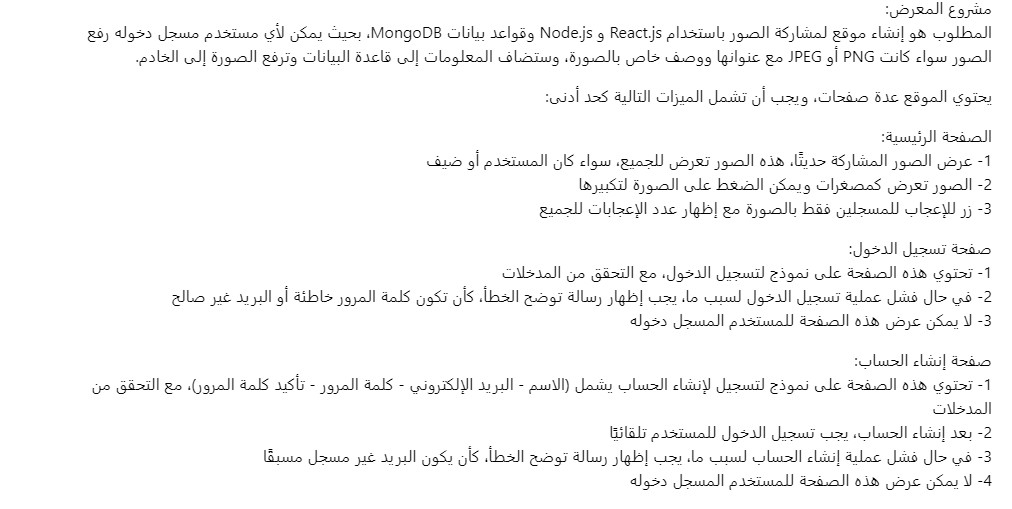 مشروع المعرض:
المطلوب هو إنشاء موقع لمشاركة الصور باستخدام React.js و Node.js وقواعد بيانات MongoDB، بحيث يمكن لأي مستخدم مسجل دخوله رفع
الصور سواء كانت PNG أو JPEG مع عنوانها ووصف خاص بالصورة، وستضاف المعلومات إلى قاعدة البيانات وترفع الصورة إلى الخادم.
يحتوي الموقع عدة صفحات، ويجب أن تشمل الميزات التالية كحد أدنى:
الصفحة الرئيسية:
1- عرض الصور المشاركة حديثًا، هذه الصور تعرض للجميع، سواء كان المستخدم أو ضيف
2- الصور تعرض كمصغرات ويمكن الضغط على الصورة لتكبيرها
3- زر للإعجاب للمسجلين فقط بالصورة مع إظهار عدد الإعجابات للجميع
صفحة تسجيل الدخول:
1- تحتوي هذه الصفحة على نموذج لتسجيل الدخول، مع التحقق من المدخلات
2- في حال فشل عملية تسجيل الدخول لسبب ما، يجب إظهار رسالة توضح الخطأ، كأن تكون كلمة المرور خاطئة أو البريد غير صالح
3- لا يمكن عرض هذه الصفحة للمستخدم المسجل دخوله
صفحة إنشاء الحساب:
1- تحتوي هذه الصفحة على نموذج لتسجيل لإنشاء الحساب يشمل (الاسم - البريد الإلكتروني - كلمة المرور - تأكيد كلمة المرور)، مع التحقق من
المدخلات
2- بعد إنشاء الحساب، يجب تسجيل الدخول للمستخدم تلقائيًا
3- في حال فشل عملية إنشاء الحساب لسبب ما، يجب إظهار رسالة توضح الخطأ، كأن يكون البريد غير مسجل مسبقًا
4- لا يمكن عرض هذه الصفحة للمستخدم المسجل دخوله